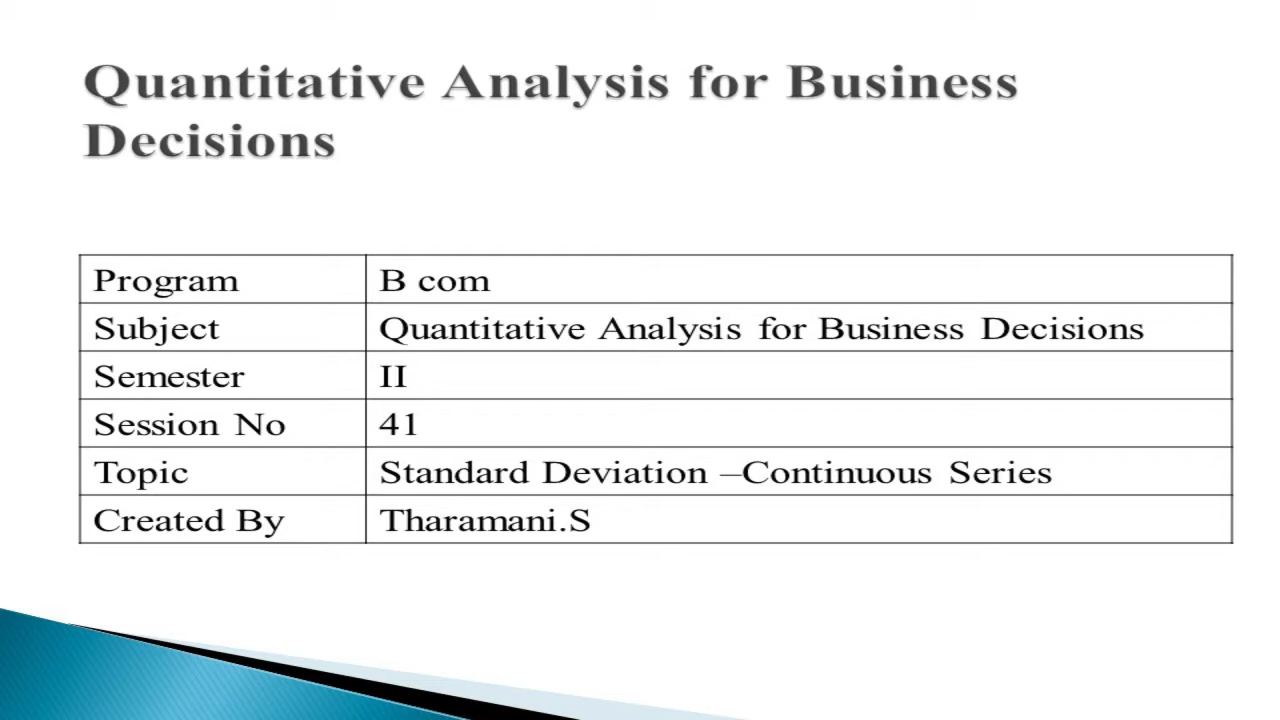 Quantitative Analysis for Business
Decisions
Program B com
Subject Quantitative Analysis for Business Decisions
Semester II
Session No 41
Topic Standard Deviation –Continuous Series
Created By Tharamani.S